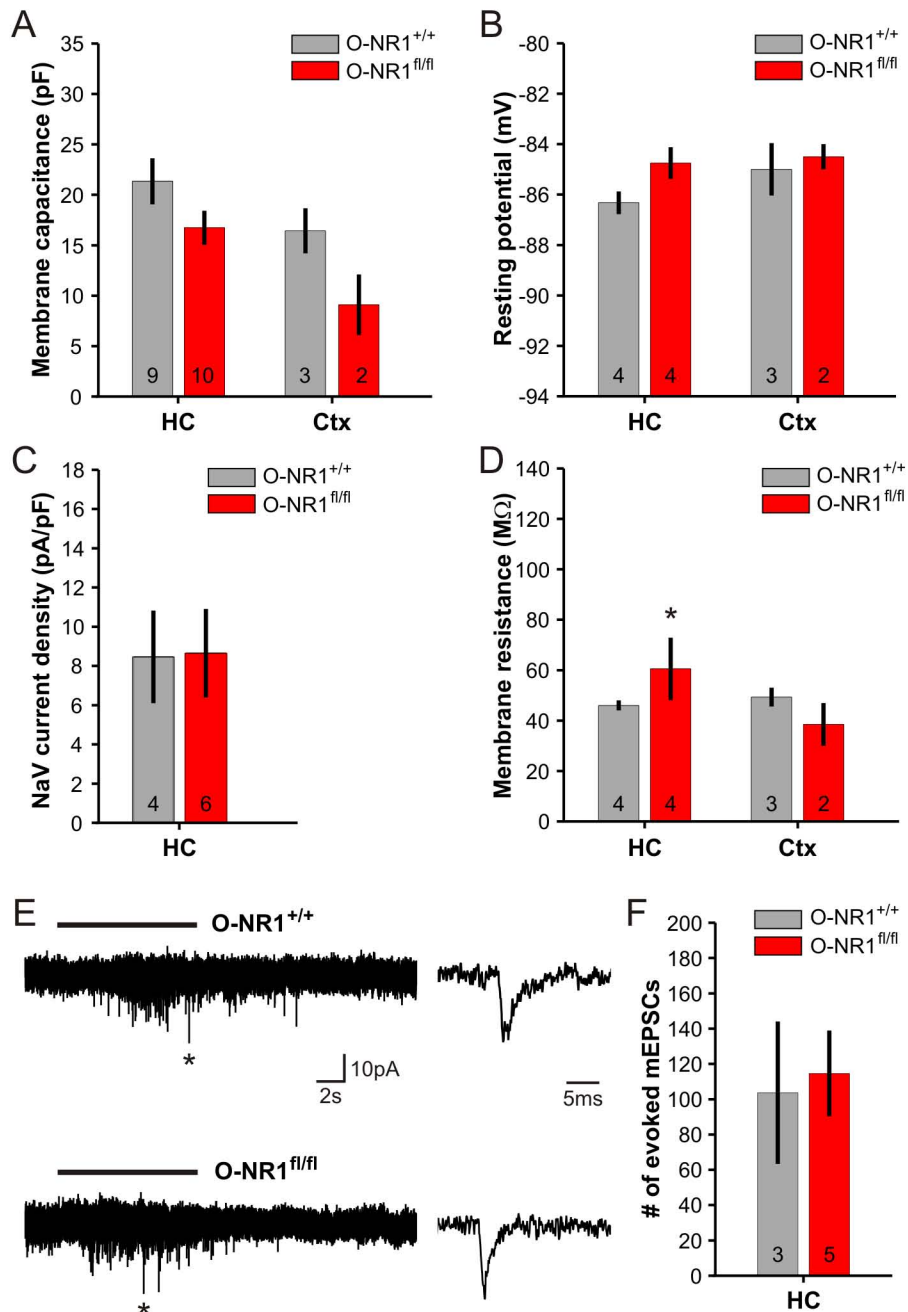 A
Membrane capacitance (pF)
35
30
25
20
15
10
5
0
O-NR1+/+
O-NR1fl/fl
9
10
3
2
HC
Ctx
B
Resting potential (mV)
-80
-82
-84
-86
-88
-90
-92
-94
O-NR1+/+
O-NR1fl/fl
4
4
3
2
HC
Ctx
C
NaV current density (pA/pF)
18
16
14
12
10
8
6
4
2
0
O-NR1+/+
O-NR1fl/fl
4
6
HC
D
Membrane resistance (MΩ)
140
120
100
80
60
40
20
0
O-NR1+/+
O-NR1fl/fl
*
4
4
3
2
HC
Ctx
E
O-NR1+/+
*
10pA
2s
5ms
O-NR1fl/fl
*
F
# of evoked mEPSCs
200
180
160
140
120
100
80
60
40
20
0
O-NR1+/+
O-NR1fl/fl
3
5
HC